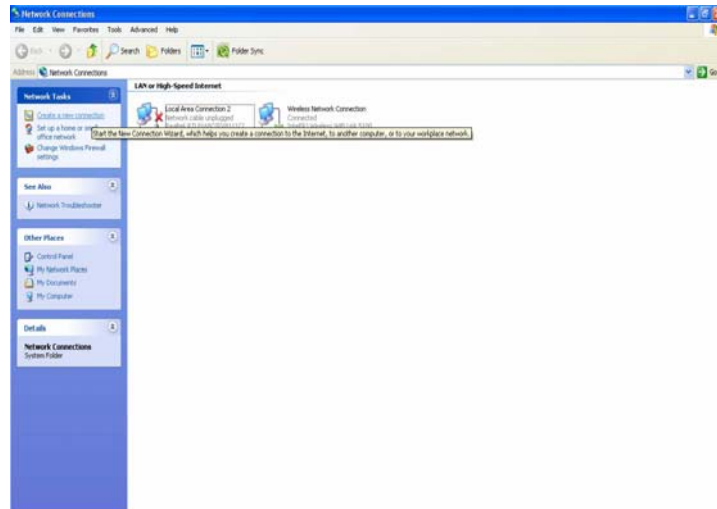 Network Connections
File Edit View Favorites Tools Advanced Help
Back Search Folders Folder Sync
Address Network Connections Go
LAN or High-Speed Internet
Network Tasks
Create a new connection
Set up a home or small office network
Change Windows Firewall settings
Local Area Connection 2
Network cable unplugged
Wireless Network Connection
Connected
Start the New Connection Wizard, which helps you create a connection to the Internet, to another computer, or to your workplace network.
See Also
Network Troubleshooter
Other Places
Control Panel
My Network Places
My Documents
My Computer
Details
Network Connections
System Folder